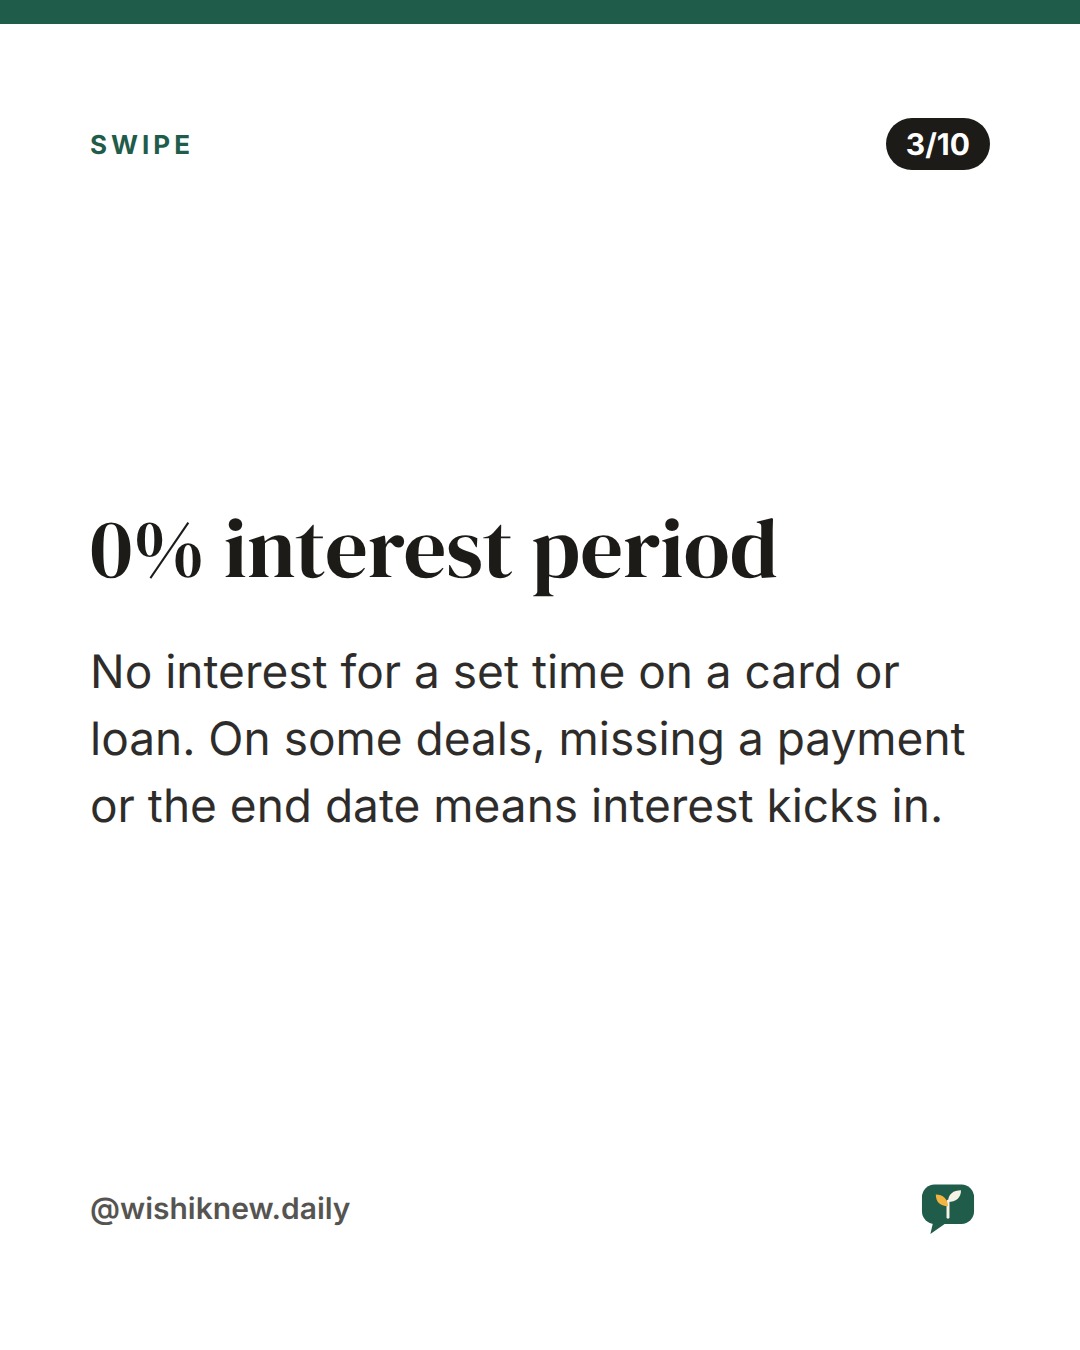 SWIPE
3/10
0% interest period
No interest for a set time on a card or
loan. On some deals, missing a payment
or the end date means interest kicks in.
@wishiknew.daily